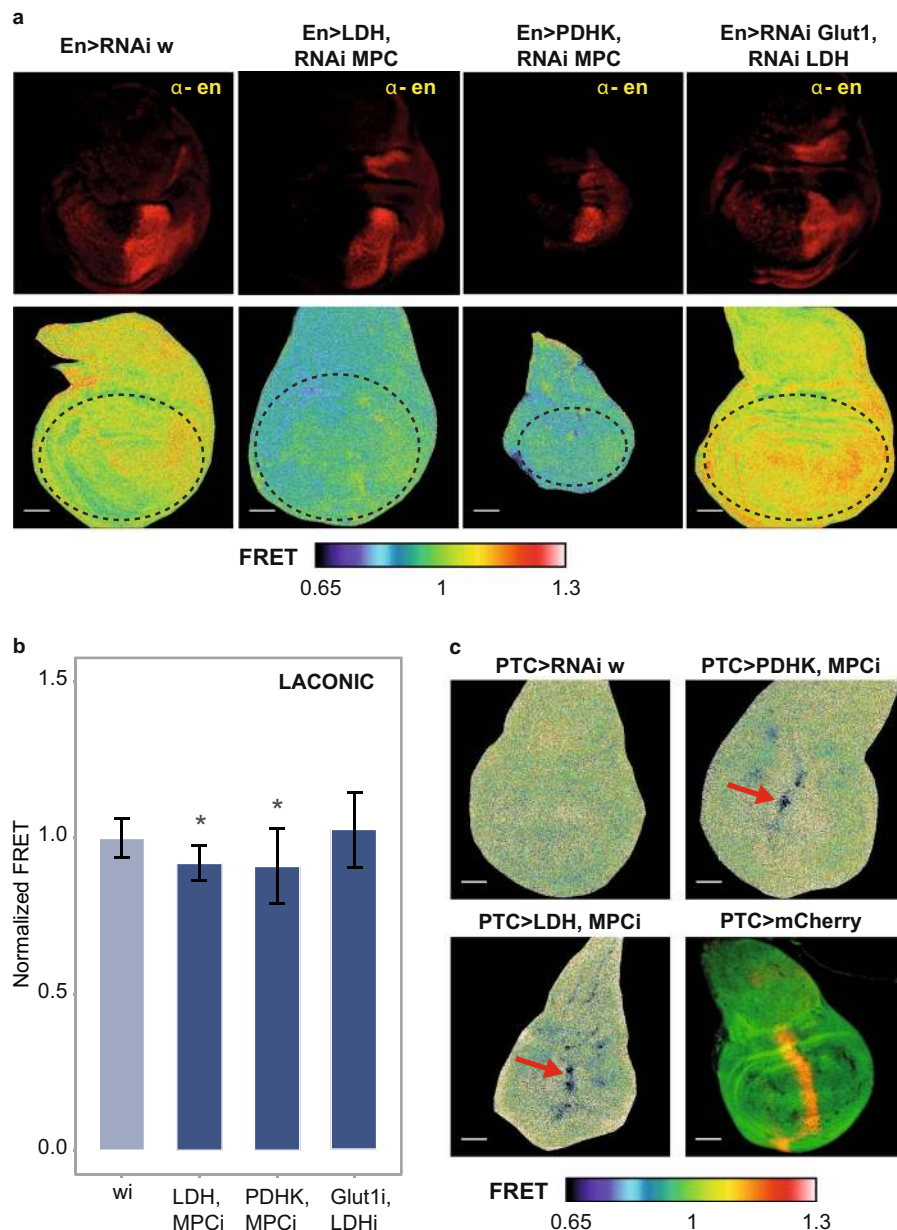 a
En>RNAi w
En>LDH,
RNAi MPC
En>PDHK,
RNAi MPC
En>RNAi Glut1,
RNAi LDH
α- en
α- en
α- en
α- en
FRET
0.65
1
1.3
b
LACONIC
Normalized FRET
1.5
1.0
0.5
0.0
*
*
wi
LDH,
MPCi
PDHK,
MPCi
Glut1i,
LDHi
c
PTC>RNAi w
PTC>PDHK, MPCi
PTC>LDH, MPCi
PTC>mCherry
FRET
0.65
1
1.3